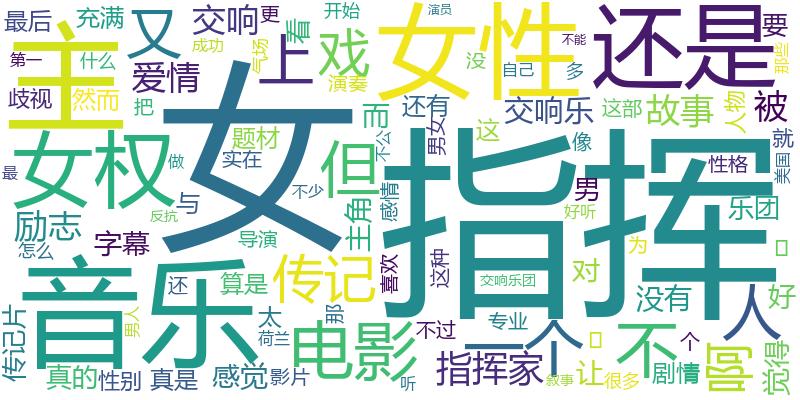 最后
充满
又
交响
更
看
开始
演员
女性
还是
要
那些
第一
什么
成功
气场
戏
没
自己
多
不能
主
歧视
然而
爱情
把
上
演奏
而
还有
交响乐
这部
故事
被
人物
就
女权
女
题材
实在
与
但
男女
这
指挥
像
性格
美国
最
做
不少
不公
感情
主角
男
好听
乐团
励志
怎么
字幕
反抗
导演
传记
喜欢
这种
交响乐团
对
为
没有
好
音乐
还
算是
那
太
荷兰
电影
不过
专业
一个
不
个
人
啊
觉得
传记片
真的
性别
男人
真是
感觉
影片
听
指挥家
叙事
让
很多
剧情